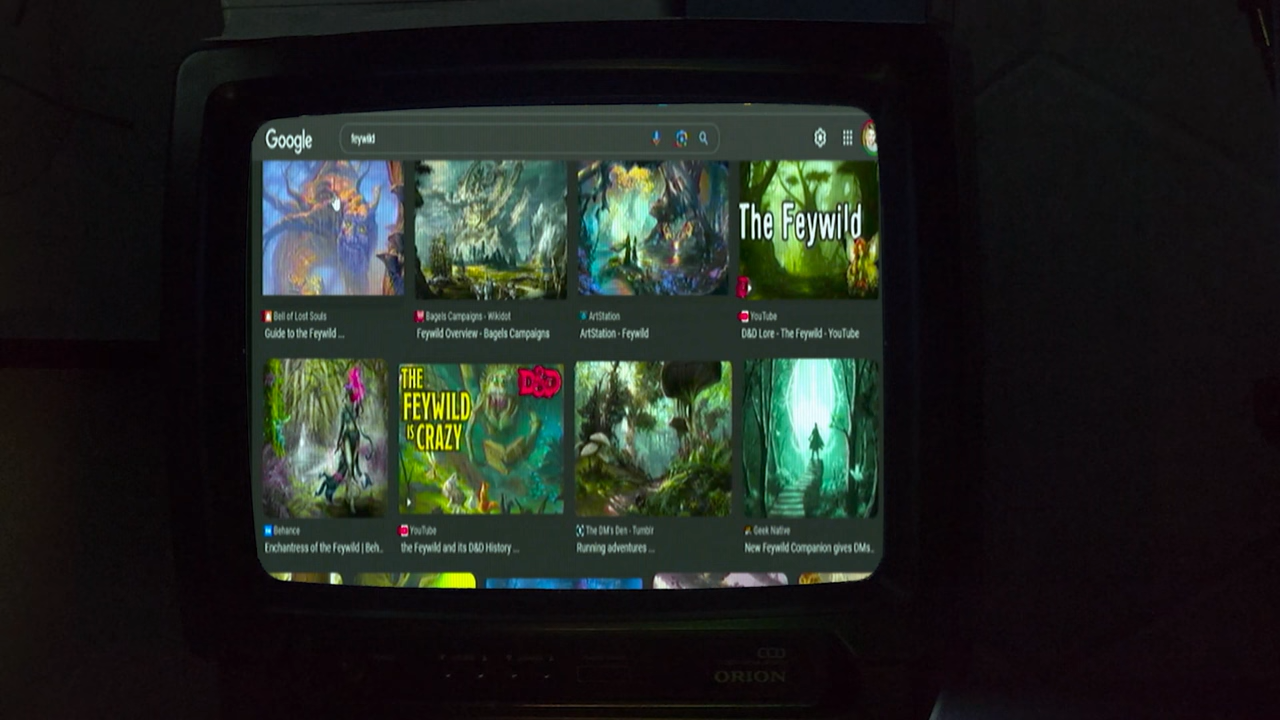 Google
feywild
The Feywild
Bell of Lost Souls
Guide to the Feywild ...
Bagels Campaigns - Wikidot
Feywild Overview - Bagels Campaigns
ArtStation
ArtStation - Feywild
YouTube
D&D Lore - The Feywild - YouTube
THE
FEYWILD
IS CRAZY
D&D
Behance
Enchantress of the Feywild | Beh..
YouTube
the Feywild and its D&D History ...
The DM's Den - Tumblr
Running adventures ...
Geek Native
New Feywild Companion gives DMs..
ORION